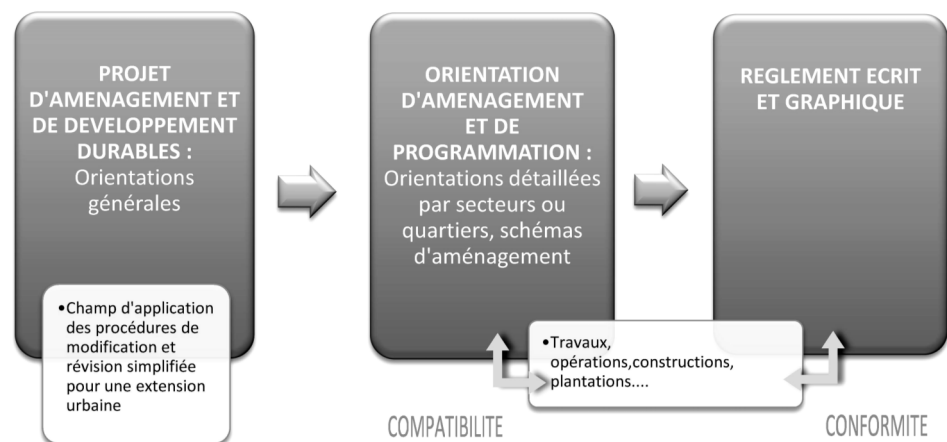 PROJET
D'AMENAGEMENT ET
DE DEVELOPPEMENT
DURABLES :
Orientations
générales
•Champ d'application
des procédures de
modification et
révision simplifiée
pour une extension
urbaine
ORIENTATION
D'AMENAGEMENT
ET DE
PROGRAMMATION :
Orientations détaillées
par secteurs ou
quartiers, schémas
d'aménagement
REGLEMENT ECRIT
ET GRAPHIQUE
•Travaux,
opérations,constructions,
plantations....
COMPATIBILITE
CONFORMITE